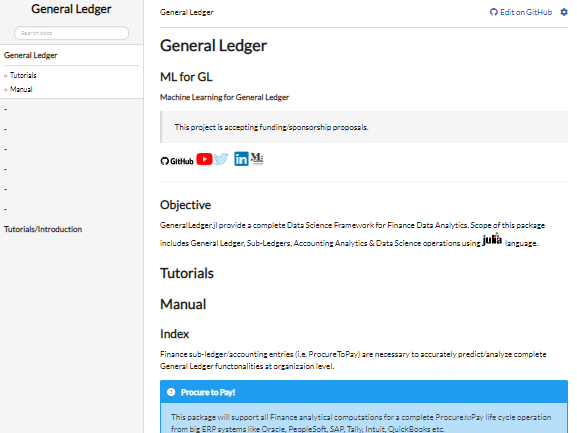 General Ledger
Search docs
General Ledger
Tutorials
Manual
-
-
-
-
-
-
Tutorials/Introduction
General Ledger
Edit on GitHub
General Ledger
ML for GL
Machine Learning for General Ledger
This project is accepting funding/sponsorship proposals.
GitHub
Objective
GeneralLedger.jl provide a complete Data Science Framework for Finance Data Analytics. Scope of this package
includes General Ledger, Sub-Ledgers, Accounting Analytics & Data Science operations using julia language.
Tutorials
Manual
Index
Finance sub-ledger/accounting entries (i.e. ProcureToPay) are necessary to accurately predict/analyze complete
General Ledger functonalities at organizaion level.
Procure to Pay!
This package will support all Finance analytical computations for a complete ProcuretoPay life cycle operation
from big ERP systems like Oracle, PeopleSoft, SAP, Tally, Intuit, QuickBooks etc.